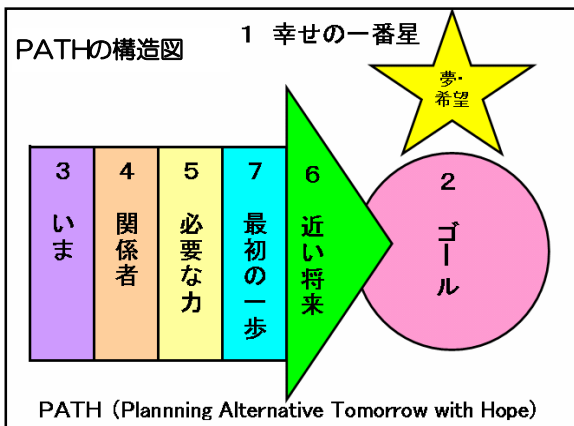 PATHの構造図
1 幸せの一番星
夢・
希望
3
いま
4
関係者
5
必要な力
7
最初の一歩
6
近い将来
2
ゴール
PATH (Plannning Alternative Tomorrow with Hope)